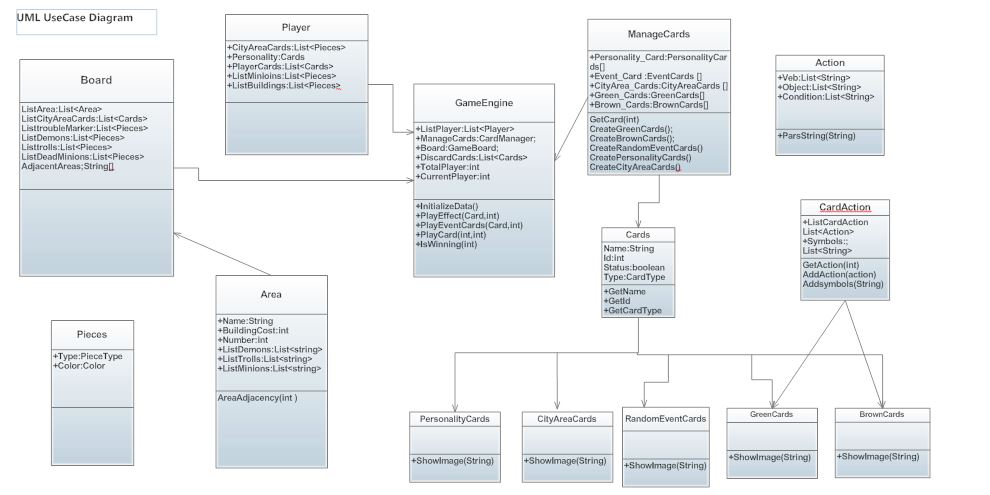 UML UseCase Diagram
Board
ListArea:List<Area>
ListCityAreaCards:List<Cards>
ListtroubleMarker:List<Pieces>
ListDemons:List<Pieces>
Listtrolls:List<Pieces>
ListDeadMinions:List<Pieces>
AdjacentAreas;String[]
Player
+CityAreaCards:List<Pieces>
+Personality:Cards
+PlayerCards:List<Cards>
+ListMinioins:List<Pieces>
+ListBuildings:List<Pieces>
GameEngine
+ListPlayer:List<Player>
+ManageCards:CardManager;
+Board:GameBoard;
+DiscardCards:List<Cards>
+TotalPlayer:int
+CurrentPlayer:int
+InitializeData()
+PlayEffect(Card,int)
+PlayEventCards(Card,int)
+PlayCard(int,int)
+IsWinning(int)
ManageCards
+Personality_Card:PersonalityCar
ds[]
+Event_Card :EventCards []
+CityArea_Cards:CityAreaCards []
+Green_Cards:GreenCards[]
+Brown_Cards:BrownCards[]
GetCard(int)
CreateGreenCards();
CreateBrownCards();
CreateRandomEventCards()
CreatePersonalityCards()
CreateCityAreaCards()
Action
+Veb:List<String>
+Object:List<String>
+Condition:List<String>
+ParsString(String)
CardAction
+ListCardAction
List<Action>
+Symbols:;
List<String>
GetAction(int)
AddAction(action)
Addsymbols(String)
Cards
Name:String
Id:int
Status:boolean
Type:CardType
+GetName
+GetId
+GetCardType
Area
+Name:String
+BuildingCost:int
+Number:int
+ListDemons:List<string>
+ListTrolls:List<string>
+ListMinions:List<string>
AreaAdjacency(int )
Pieces
+Type:PieceType
+Color:Color
PersonalityCards
+ShowImage(String)
CityAreaCards
+ShowImage(String)
RandomEventCards
+ShowImage(String)
GreenCards
+ShowImage(String)
BrownCards
+ShowImage(String)